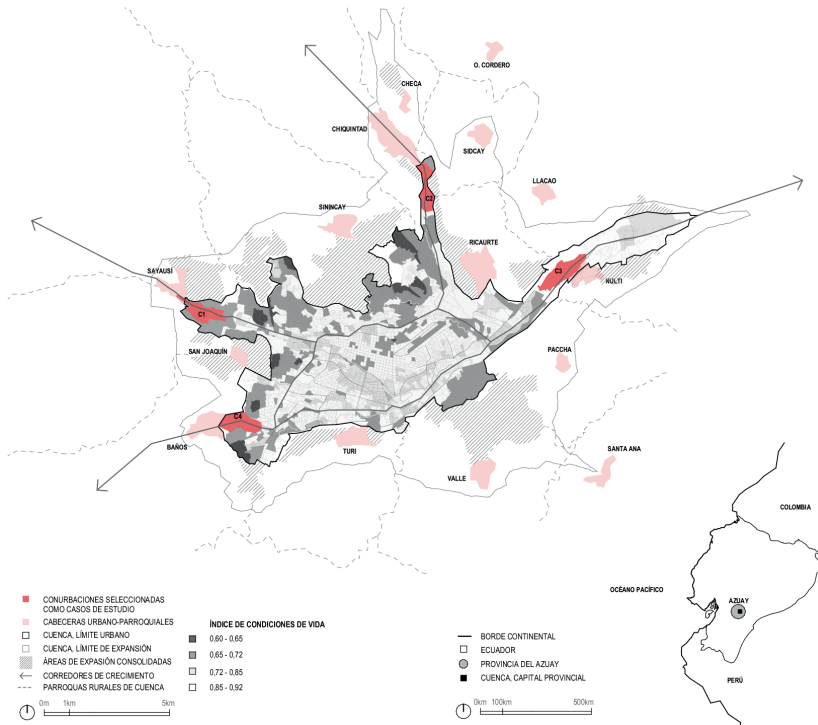 O. CORDERO
CHECA
CHIQUINTAD
SIDCAY
LLACAO
C2
SININCAY
RICAURTE
C3
NULTI
SAYAUSÍ
C1
PACCHA
SAN JOAQUÍN
C4
BAÑOS
TURI
VALLE
SANTA ANA
COLOMBIA
OCÉANO PACÍFICO
AZUAY
PERÚ
CONURBACIONES SELECCIONADAS
COMO CASOS DE ESTUDIO
CABECERAS URBANO-PARROQUIALES
CUENCA, LÍMITE URBANO
CUENCA, LÍMITE DE EXPANSIÓN
ÁREAS DE EXPASIÓN CONSOLIDADAS
CORREDORES DE CRECIMIENTO
PARROQUAS RURALES DE CUENCA
0m 1km 5km
ÍNDICE DE CONDICIONES DE VIDA
0,60 - 0,65
0,65 - 0,72
0,72 - 0,85
0,85 - 0,92
BORDE CONTINENTAL
ECUADOR
PROVINCIA DEL AZUAY
CUENCA, CAPITAL PROVINCIAL
0km 100km 500km